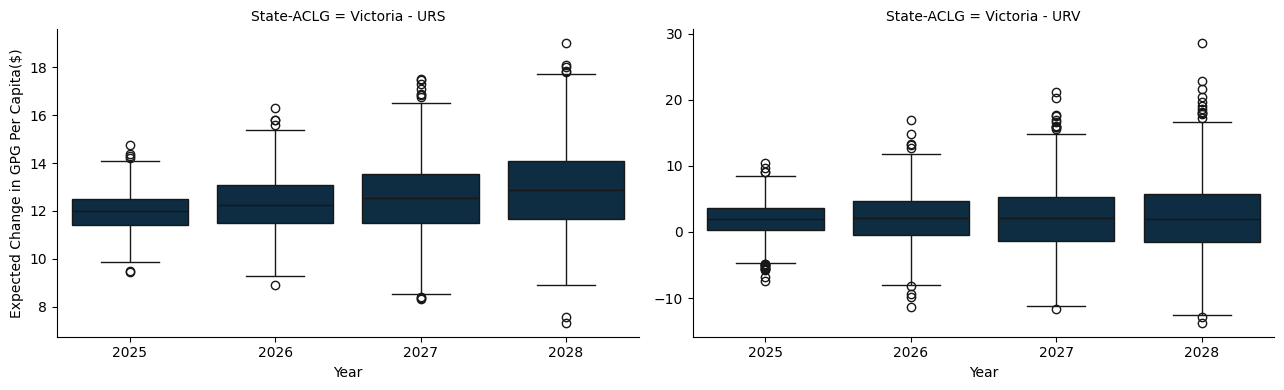 State-ACLG = Victoria - URS
Expected Change in GPG Per Capita($)
18
16
14
12
10
8
2025 2026 2027 2028
Year
State-ACLG = Victoria - URV
30
20
10
0
−10
2025 2026 2027 2028
Year